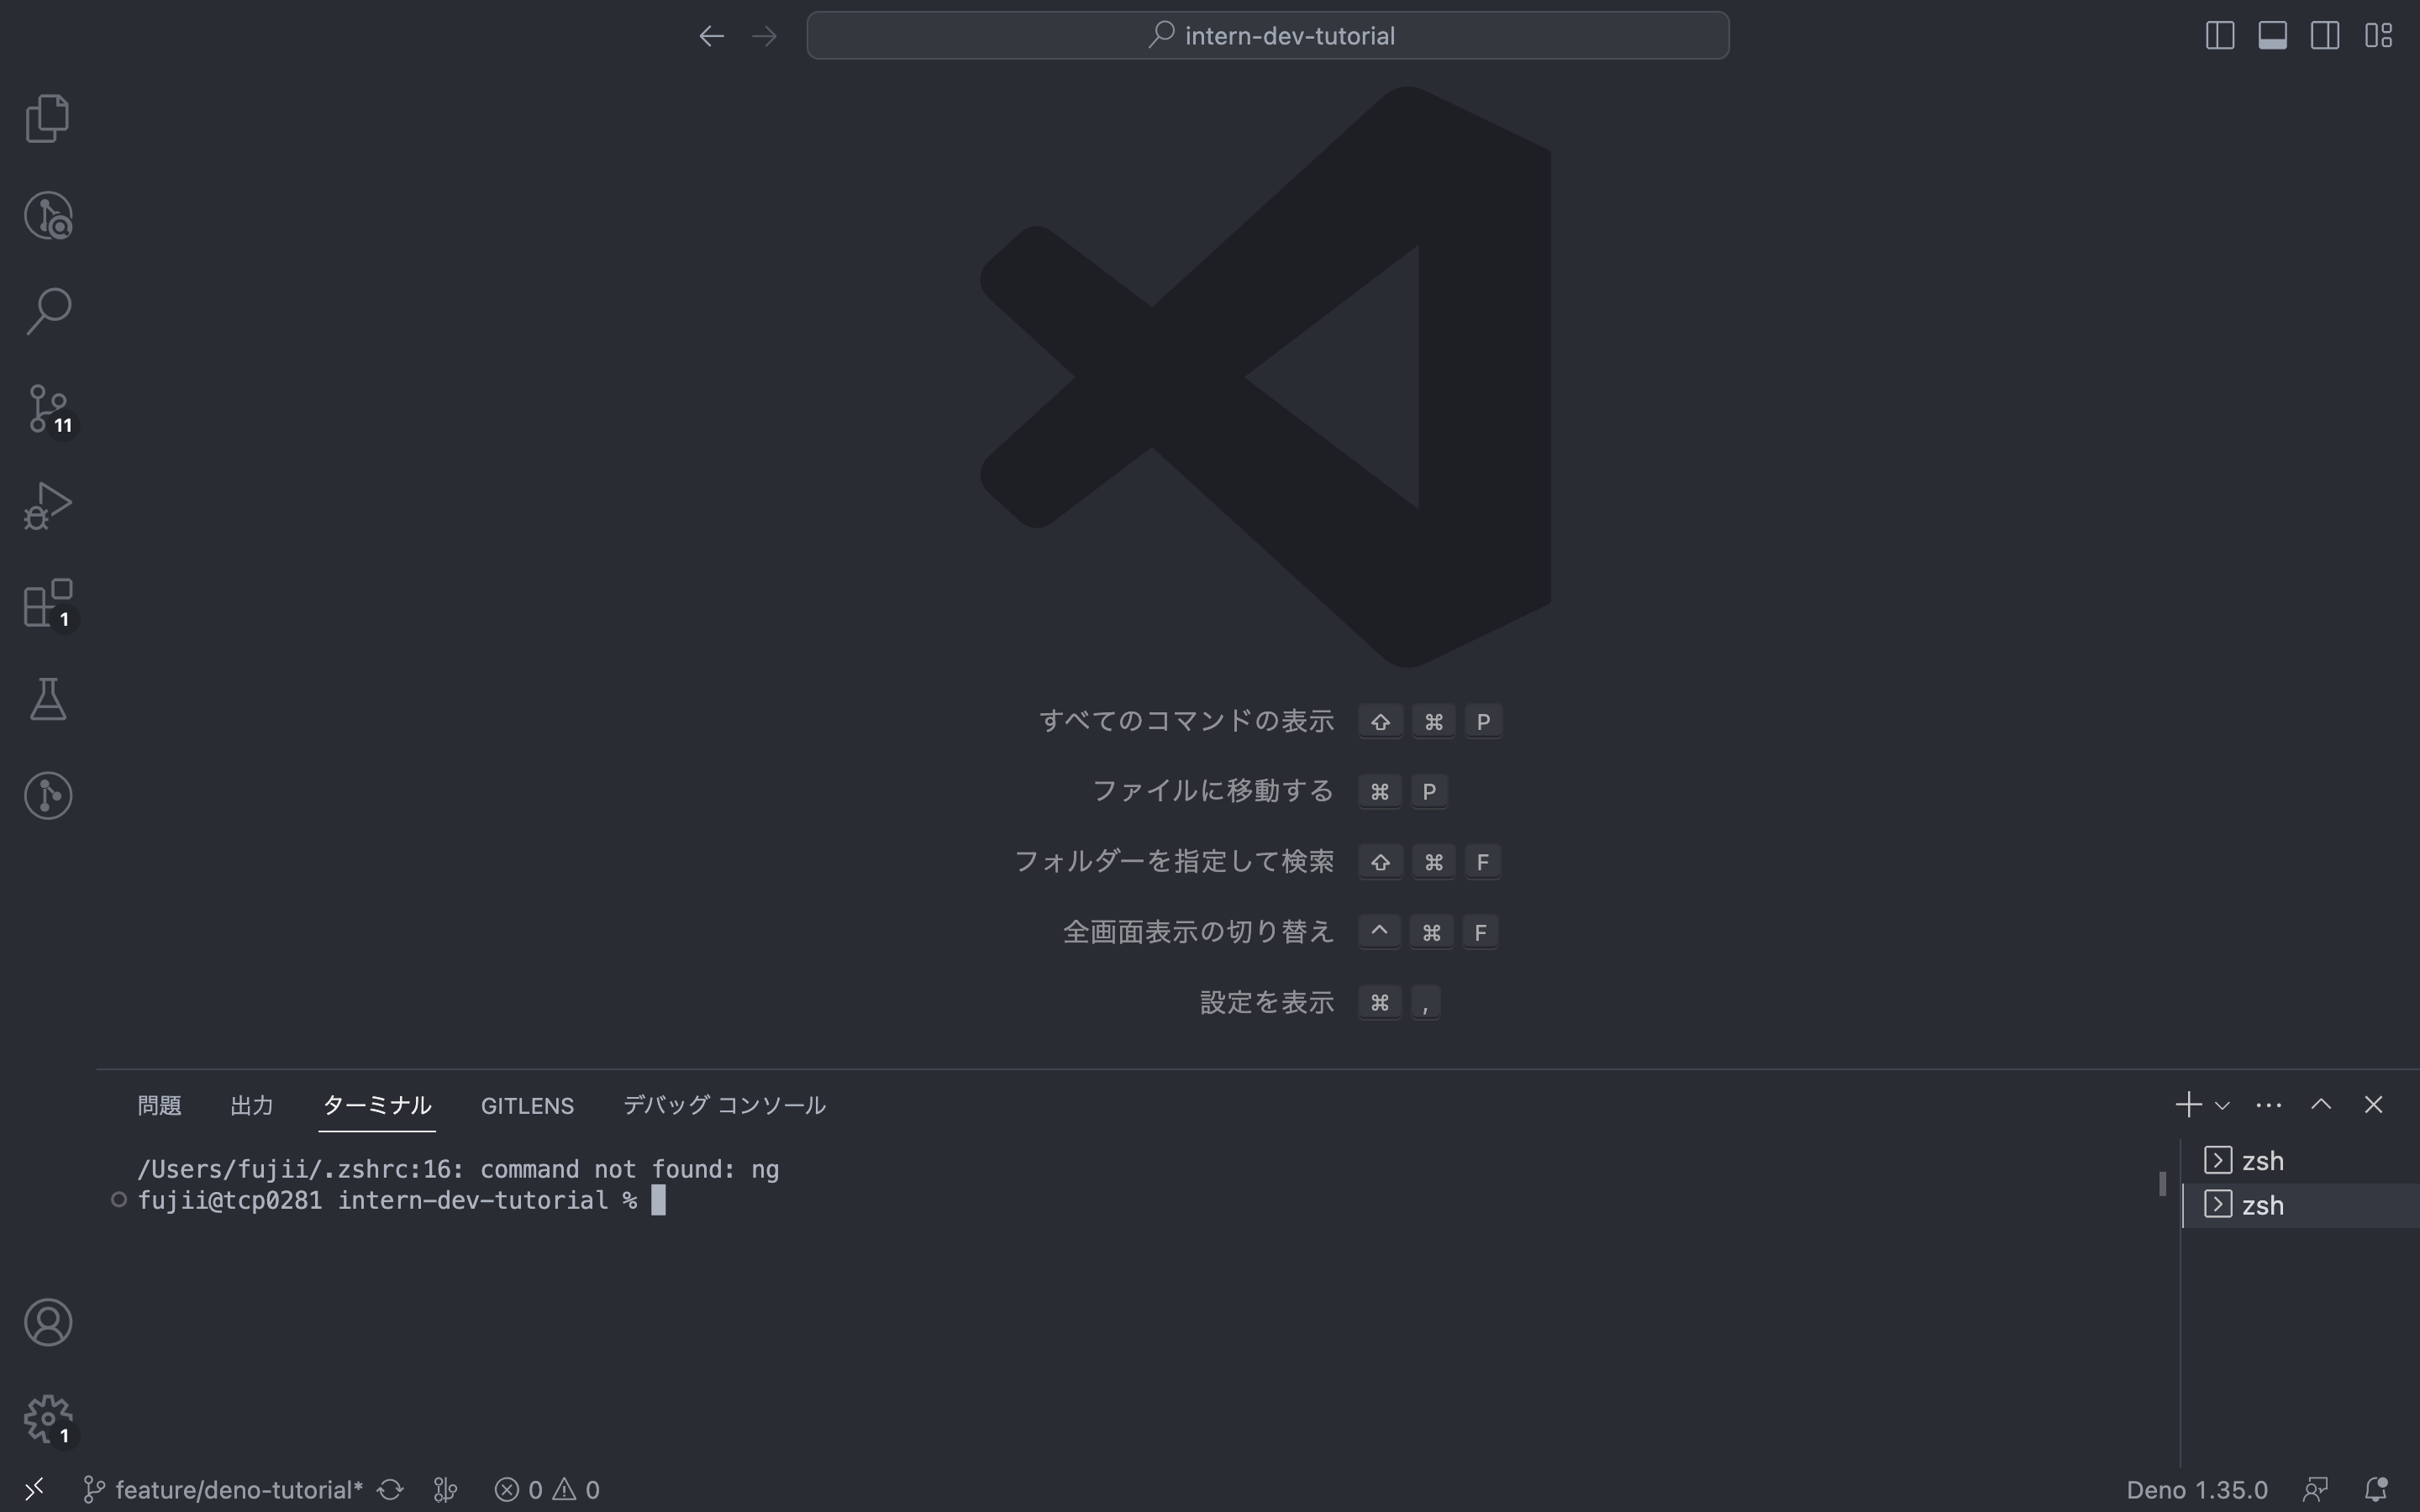 intern-dev-tutorial
11
1
すべてのコマンドの表示 ⇧ ⌘ P
ファイルに移動する ⌘ P
フォルダーを指定して検索 ⇧ ⌘ F
全画面表示の切り替え ^ ⌘ F
設定を表示 ⌘ ,
問題 出力 ターミナル GITLENS デバッグ コンソール
/Users/fujii/.zshrc:16: command not found: ng
fujii@tcp0281 intern-dev-tutorial %
zsh
zsh
1
feature/deno-tutorial* 0 0 Deno 1.35.0